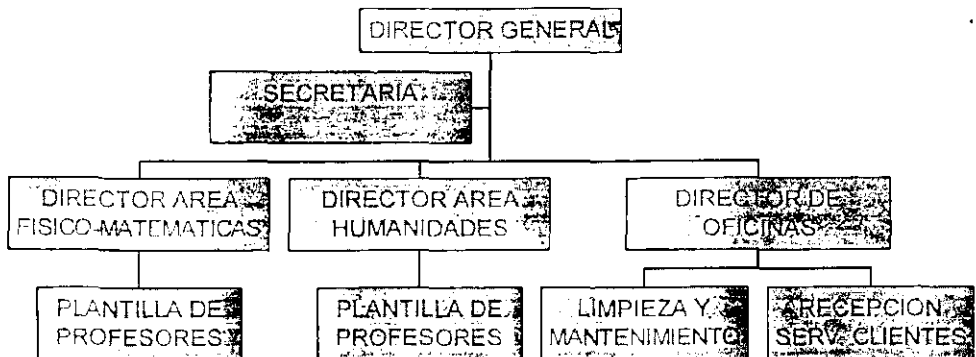 DIRECTOR GENERAL
SECRETARIA
DIRECTOR AREA
FISICO-MATEMATICAS
DIRECTOR AREA
HUMANIDADES
DIRECTOR DE
OFICINAS
PLANTILLA DE
PROFESORES
PLANTILLA DE
PROFESORES
LIMPIEZA Y
MANTENIMIENTO
ARECEPCION
SERV. CLIENTES